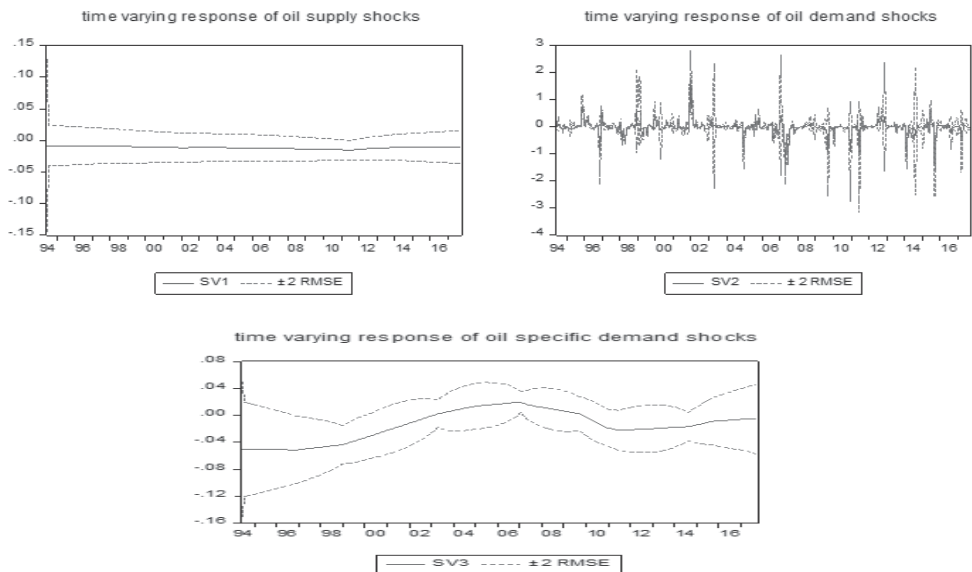 time varying response of oil supply shocks
.15
.10
.05
.00
-.05
-.10
-.15
94 96 98 00 02 04 06 08 10 12 14 16
SV1 ±2 RMSE
time varying response of oil demand shocks
3
2
1
0
-1
-2
-3
-4
94 96 98 00 02 04 06 08 10 12 14 16
SV2 ±2 RMSE
time varying response of oil specific demand shocks
.08
.04
.00
-.04
-.08
-.12
-.16
94 96 98 00 02 04 06 08 10 12 14 16
SV3 ±2 RMSE